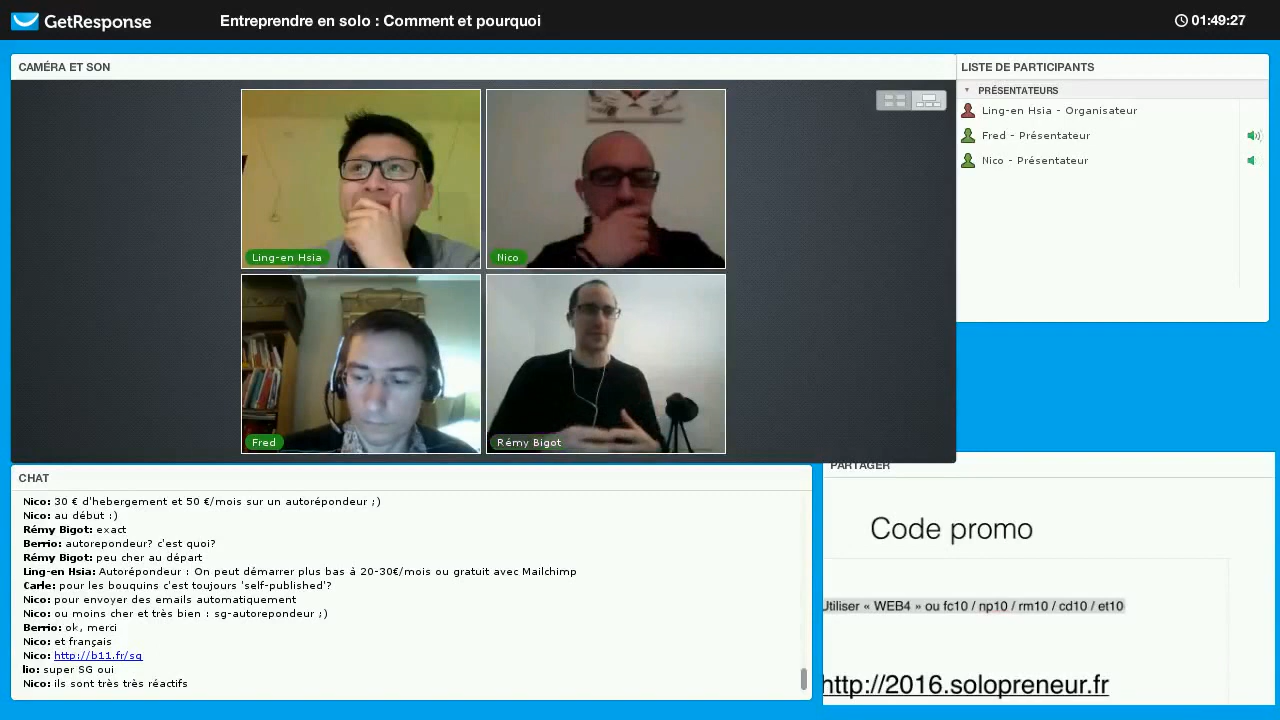 GetResponse
Entreprendre en solo : Comment et pourquoi
01:49:27
CAMÉRA ET SON
LISTE DE PARTICIPANTS
PRÉSENTATEURS
Ling-en Hsia - Organisateur
Fred - Présentateur
Nico - Présentateur
Ling-en Hsia
Nico
Fred
Rémy Bigot
CHAT
Nico: 30 € d'hebergement et 50 €/mois sur un autorépondeur ;)
Nico: au début :)
Rémy Bigot: exact
Berrio: autorepondeur? c'est quoi?
Rémy Bigot: peu cher au départ
Ling-en Hsia: Autorépondeur : On peut démarrer plus bas à 20-30€/mois ou gratuit avec Mailchimp
Carle: pour les bouquins c'est toujours 'self-published'?
Nico: pour envoyer des emails automatiquement
Nico: ou moins cher et très bien : sg-autorepondeur ;)
Berrio: ok, merci
Nico: et français
Nico: http://b11.fr/sg
lio: super SG oui
Nico: ils sont très très réactifs
PARTAGER
Code promo
Utiliser « WEB4 » ou fc10 / np10 / rm10 / cd10 / et10
http://2016.solopreneur.fr